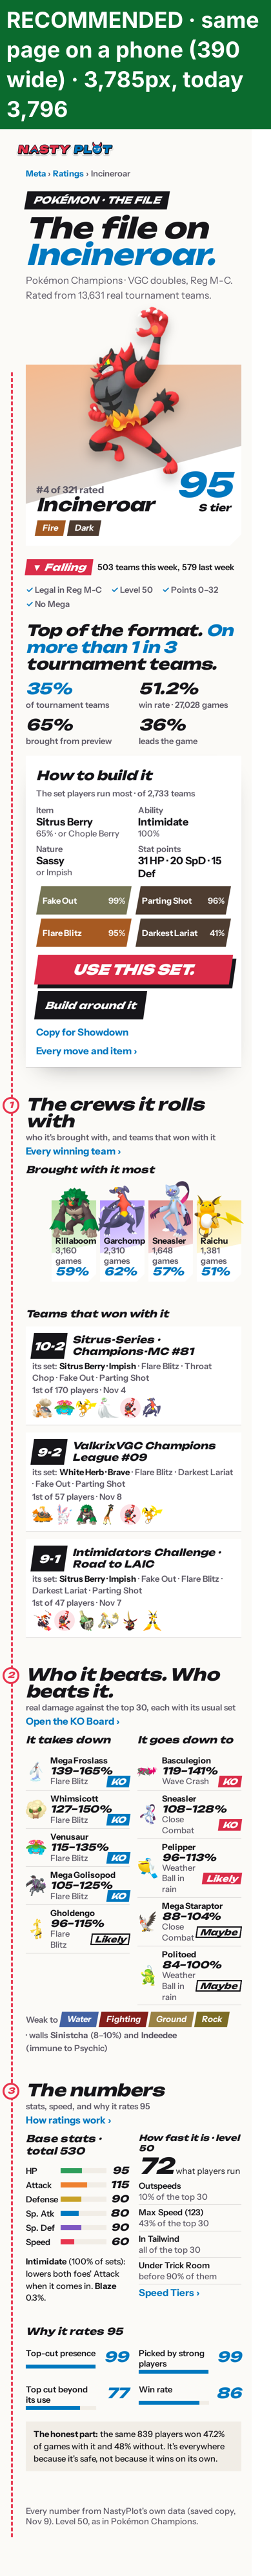 RECOMMENDED · same
page on a phone (390
wide) · 3,785px, today
3,796
NASTY PLOT
Meta › Ratings › Incineroar
POKÉMON · THE FILE
The file on
Incineroar.
Pokémon Champions · VGC doubles, Reg M-C.
Rated from 13,631 real tournament teams.
#4 of 321 rated
Incineroar
95
S tier
Fire Dark
▼ Falling 503 teams this week, 579 last week
✓ Legal in Reg M-C ✓ Level 50 ✓ Points 0–32
✓ No Mega
Top of the format. On
more than 1 in 3
tournament teams.
35% 51.2%
of tournament teams win rate · 27,028 games
65% 36%
brought from preview leads the game
How to build it
The set players run most · of 2,733 teams
Item Ability
Sitrus Berry Intimidate
65% · or Chople Berry 100%
Nature Stat points
Sassy 31 HP · 20 SpD · 15
or Impish Def
Fake Out 99% Parting Shot 96%
Flare Blitz 95% Darkest Lariat 41%
USE THIS SET.
Build around it
Copy for Showdown
Every move and item ›
1
The crews it rolls
with
who it's brought with, and teams that won with it
Every winning team ›
Brought with it most
Rillaboom Garchomp Sneasler Raichu
3,160 2,310 1,648 1,381
games games games games
59% 62% 57% 51%
Teams that won with it
10-2 Sitrus-Series ·
Champions-MC #81
its set: Sitrus Berry · Impish · Flare Blitz · Throat
Chop · Fake Out · Parting Shot
1st of 170 players · Nov 4
9-2 ValkrixVGC Champions
League #09
its set: White Herb · Brave · Flare Blitz · Darkest Lariat
· Fake Out · Parting Shot
1st of 57 players · Nov 8
9-1 Intimidators Challenge ·
Road to LAIC
its set: Sitrus Berry · Impish · Fake Out · Flare Blitz ·
Darkest Lariat · Parting Shot
1st of 47 players · Nov 7
2
Who it beats. Who
beats it.
real damage against the top 30, each with its usual set
Open the KO Board ›
It takes down
Mega Froslass
139–165%
Flare Blitz KO
Whimsicott
127–150%
Flare Blitz KO
Venusaur
115–135%
Flare Blitz KO
Mega Golisopod
105–125%
Flare Blitz KO
Gholdengo
96–115%
Flare
Blitz Likely
It goes down to
Basculegion
119–141%
Wave Crash KO
Sneasler
108–128%
Close
Combat KO
Pelipper
96–113%
Weather
Ball in
rain Likely
Mega Staraptor
88–104%
Close
Combat Maybe
Politoed
84–100%
Weather
Ball in
rain Maybe
Weak to Water Fighting Ground Rock
· walls Sinistcha (8–10%) and Indeedee
(immune to Psychic)
3
The numbers
stats, speed, and why it rates 95
How ratings work ›
Base stats ·
total 530
HP 95
Attack 115
Defense 90
Sp. Atk 80
Sp. Def 90
Speed 60
Intimidate (100% of sets):
lowers both foes' Attack
when it comes in. Blaze
0.3%.
How fast it is · level
50
72 what players run
Outspeeds
10% of the top 30
Max Speed (123)
43% of the top 30
In Tailwind
all of the top 30
Under Trick Room
before 90% of them
Speed Tiers ›
Why it rates 95
Top-cut presence 99
Picked by strong
players 99
Top cut beyond
its use 77
Win rate 86
The honest part: the same 839 players won 47.2%
of games with it and 48% without. It's everywhere
because it's safe, not because it wins on its own.
Every number from NastyPlot's own data (saved copy,
Nov 9). Level 50, as in Pokémon Champions.